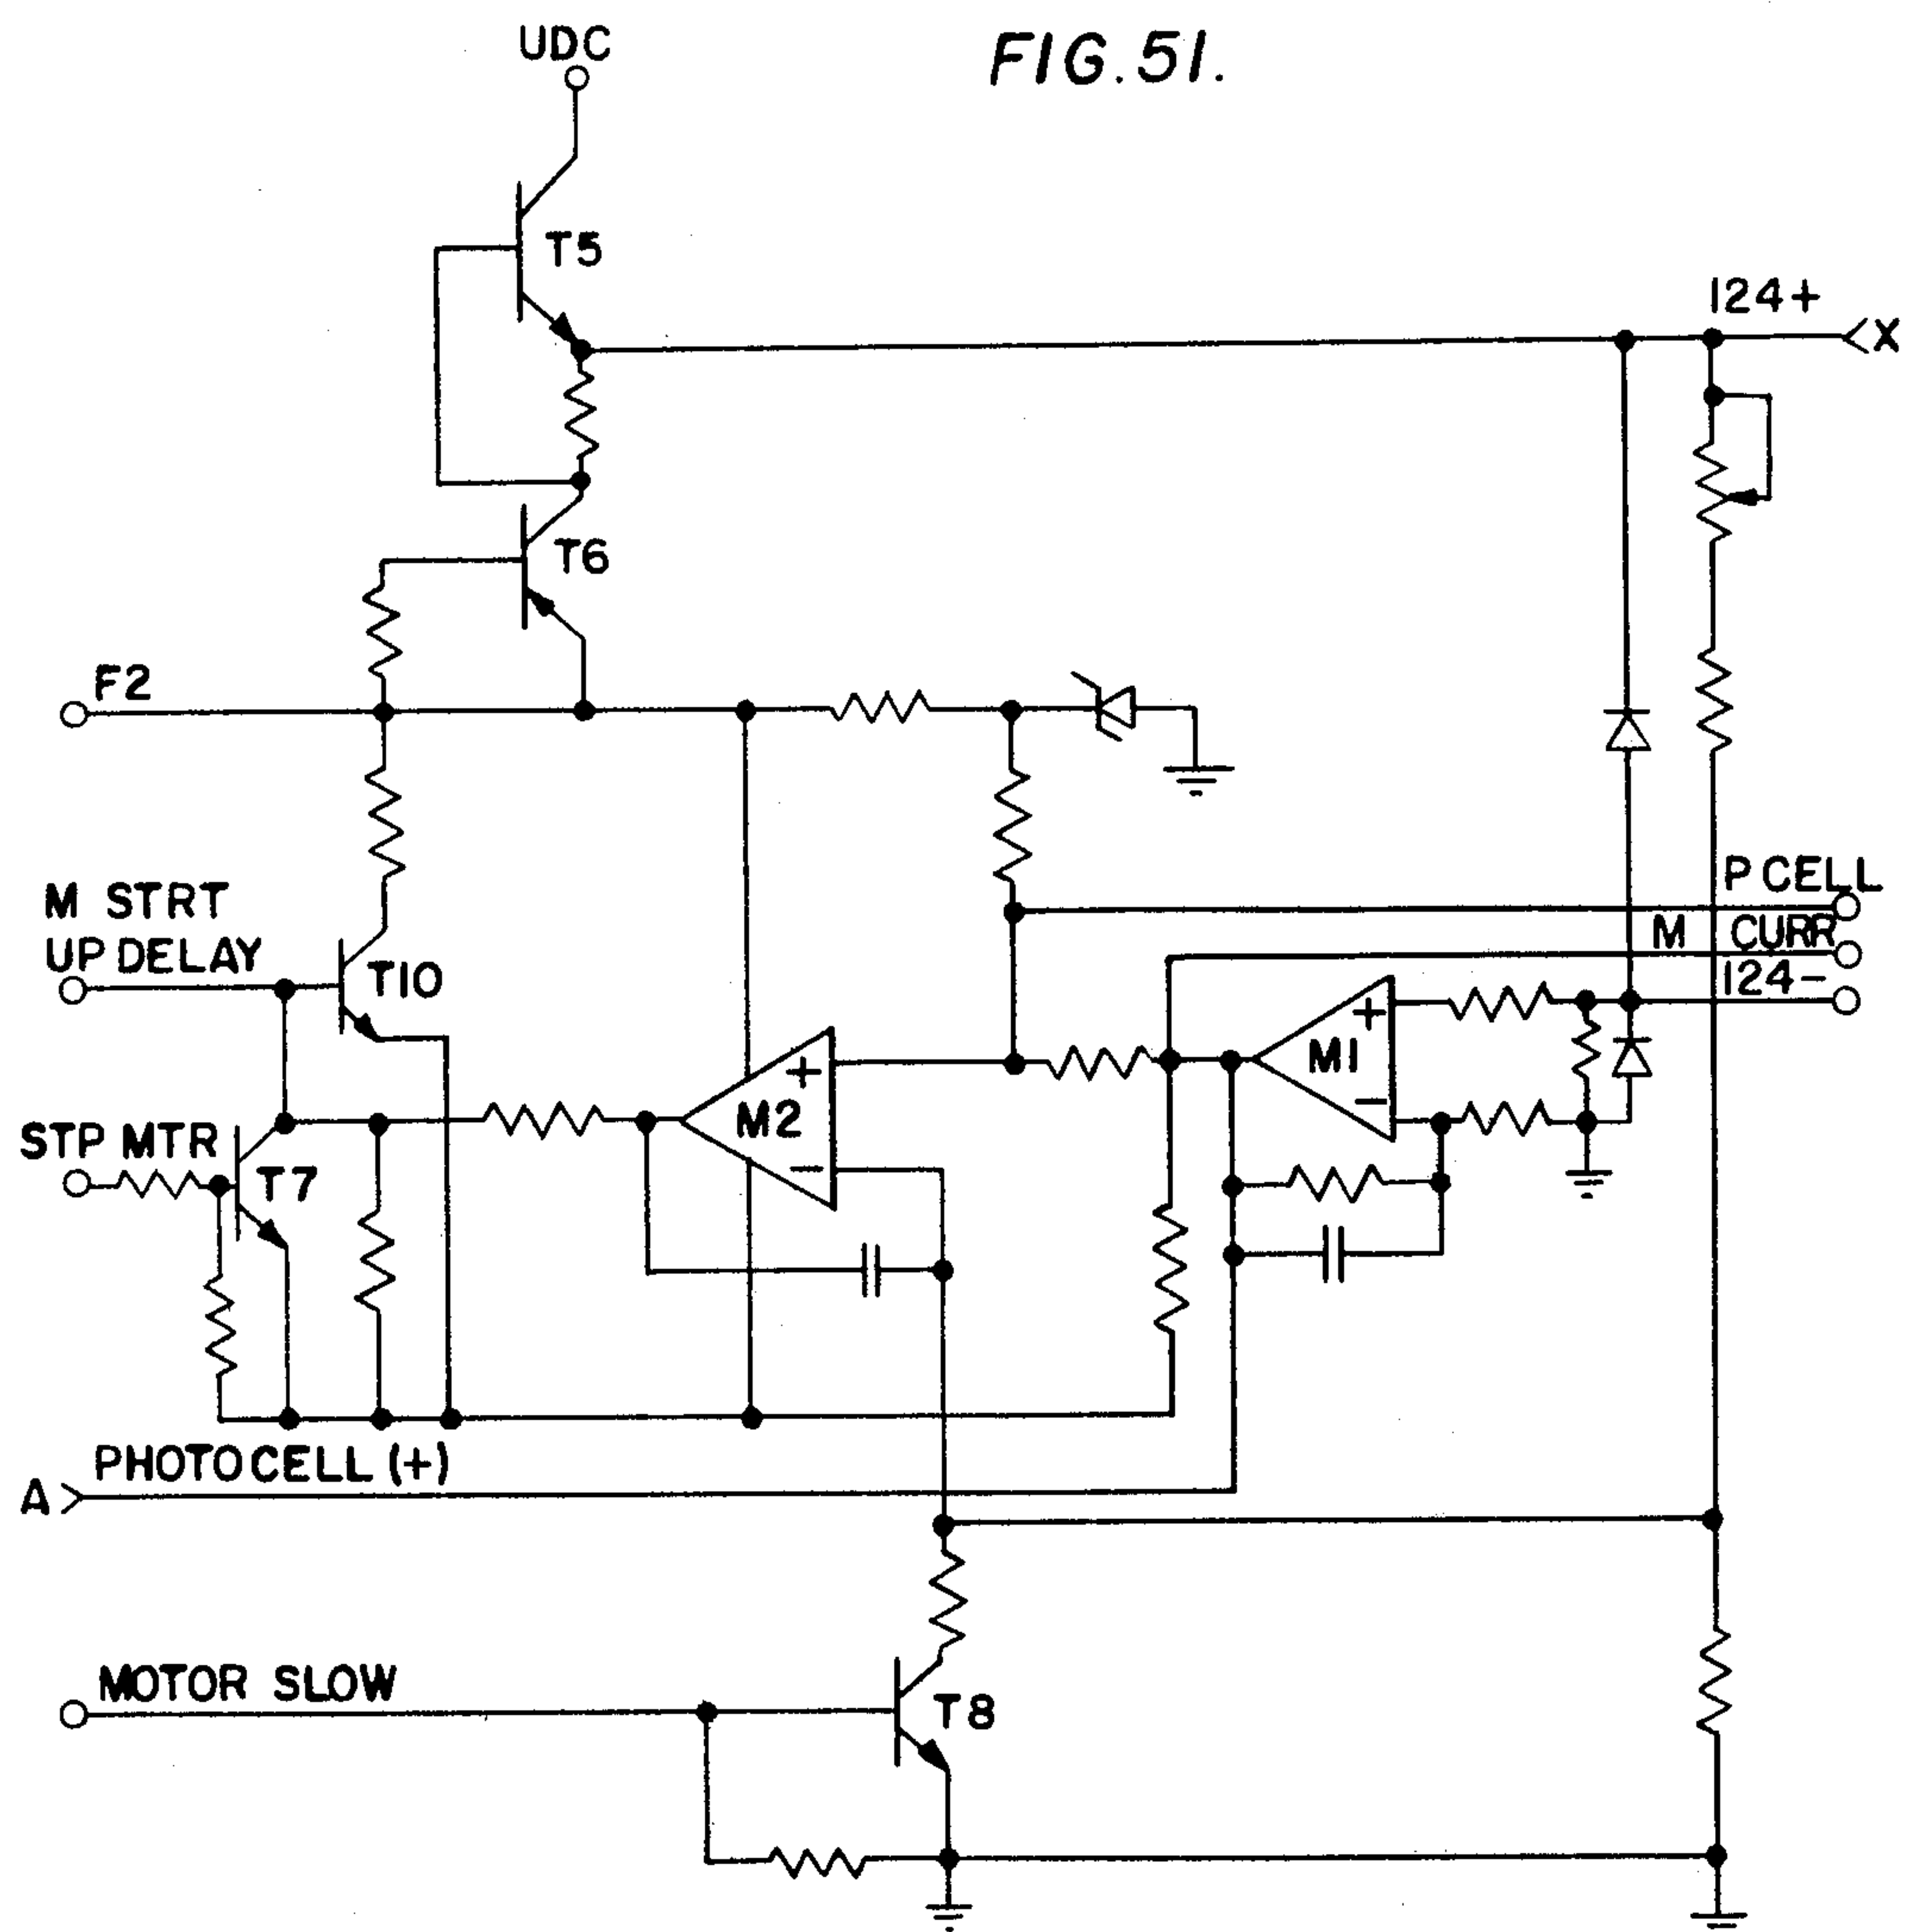 UDC
FIG. 51.
T5
124+
X
T6
F2
P CELL
M STRT
UP DELAY
M CURR
T10
124-
+
M1
-
+
M2
-
STP MTR
T7
PHOTOCELL (+)
A
MOTOR SLOW
T8